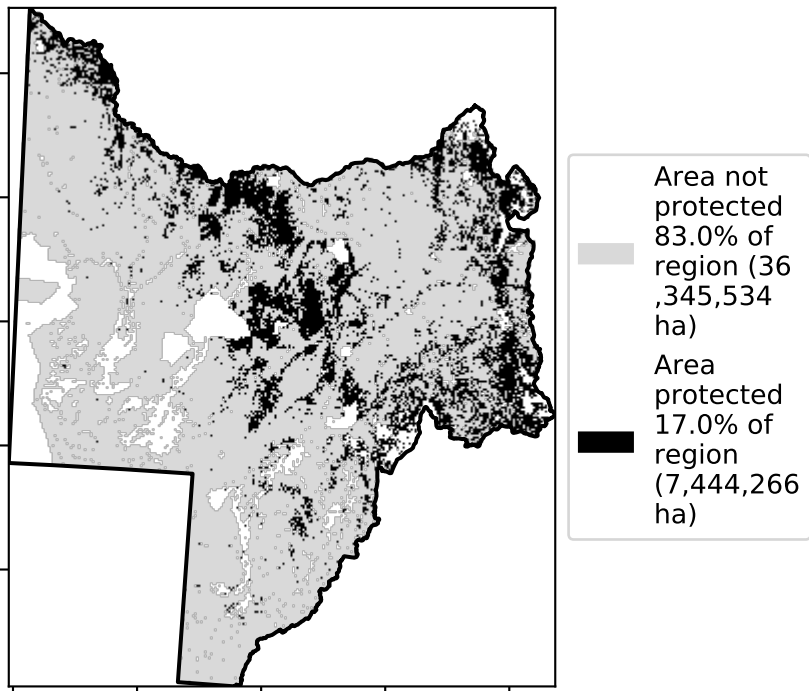 Area not
protected
83.0% of
region (36
,345,534
ha)
Area
protected
17.0% of
region
(7,444,266
ha)